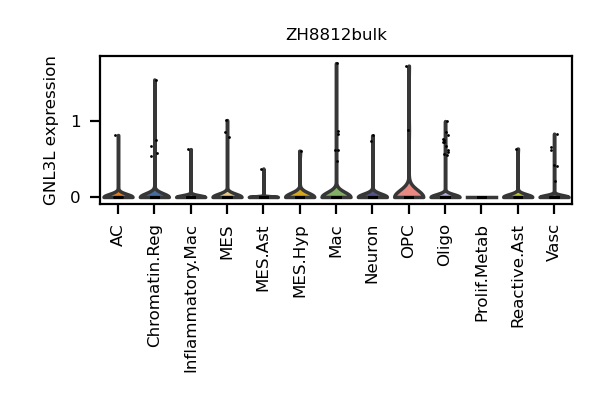 ZH8812bulk
GNL3L expression
1
0
AC
Chromatin.Reg
Inflammatory.Mac
MES
MES.Ast
MES.Hyp
Mac
Neuron
OPC
Oligo
Prolif.Metab
Reactive.Ast
Vasc